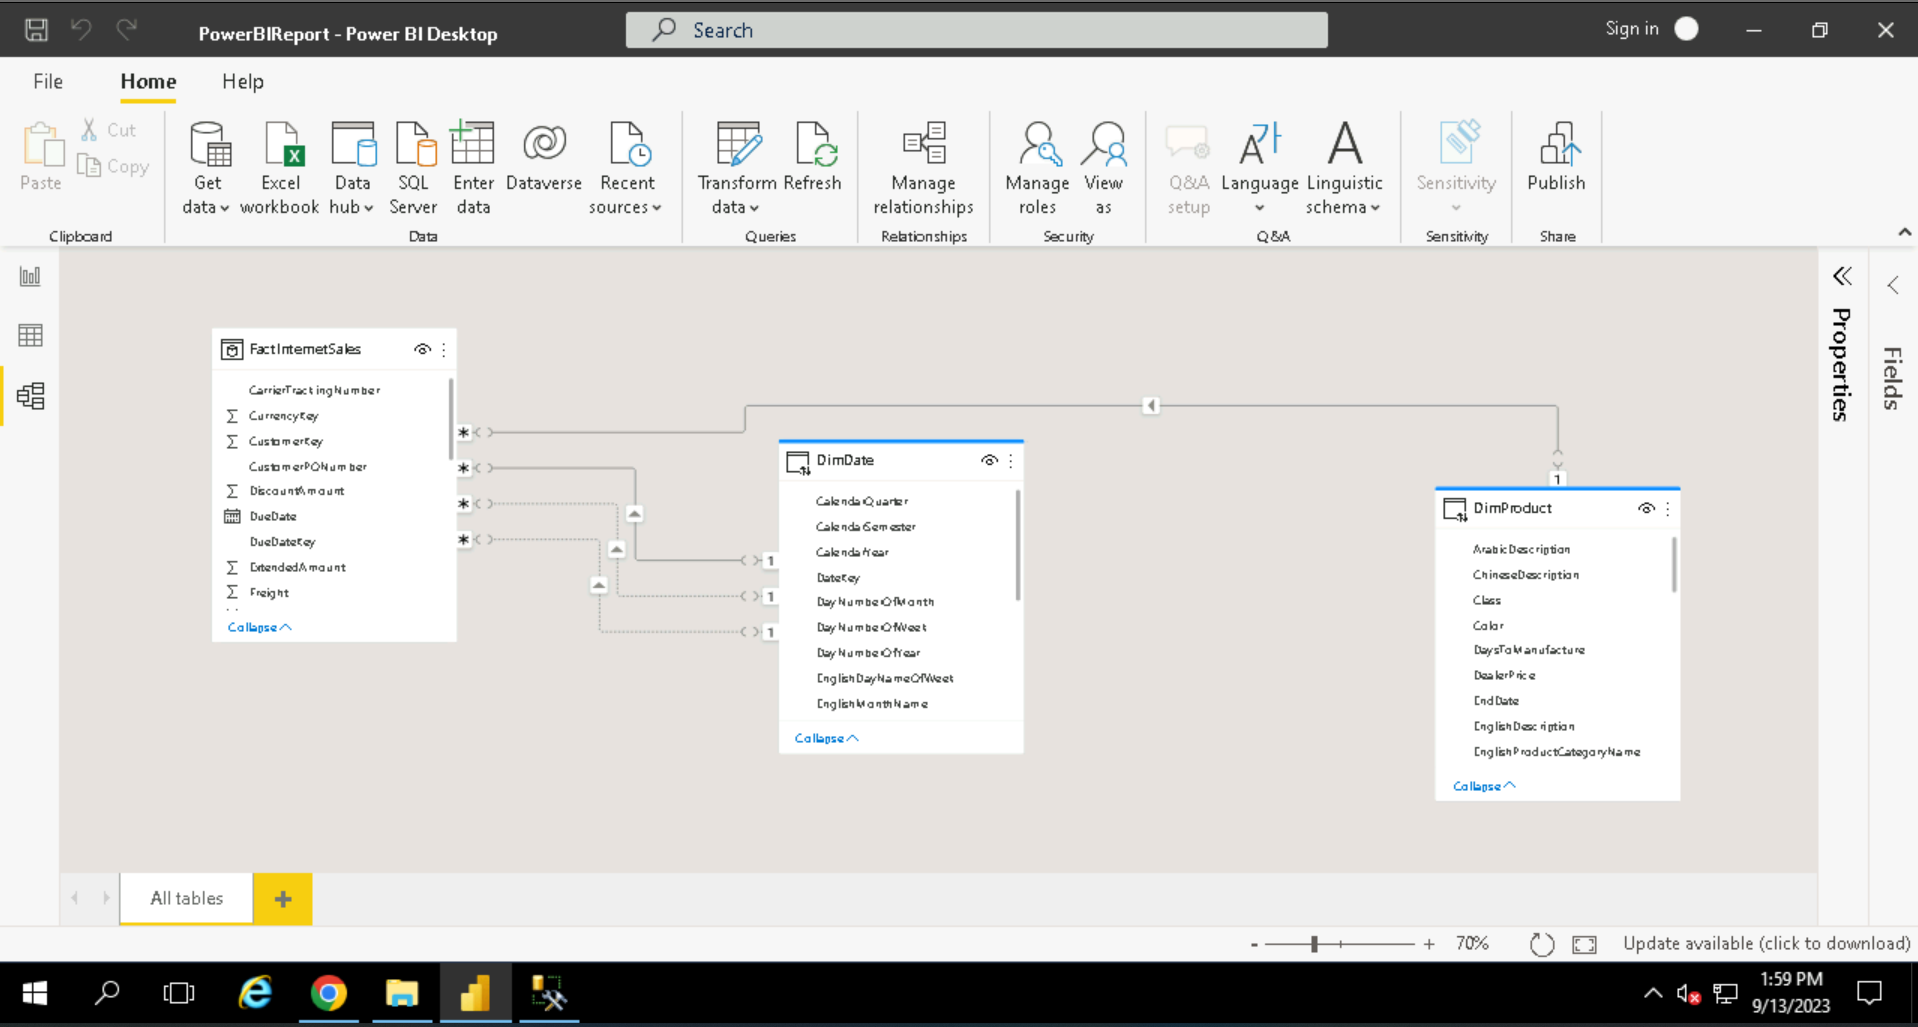 PowerBIReport - Power BI Desktop
Search
Sign in
File
Home
Help
Paste
Cut
Copy
Get data
Excel workbook
Data hub
SQL Server
Enter data
Dataverse
Recent sources
Transform data
Refresh
Manage relationships
Manage roles
View as
Q&A setup
Language
Linguistic schema
Sensitivity
Publish
Clipboard
Data
Queries
Relationships
Security
Q&A
Sensitivity
Share
Properties
Fields
FactInternetSales
CarrierTrackingNumber
CurrencyKey
CustomerKey
CustomerPONumber
DiscountAmount
DueDate
DueDateKey
ExtendedAmount
Freight
Collapse
*
*
*
*
1
1
1
1
DimDate
CalendarQuarter
CalendarSemester
CalendarYear
DateKey
DayNumberOfMonth
DayNumberOfWeek
DayNumberOfYear
EnglishDayNameOfWeek
EnglishMonthName
Collapse
DimProduct
ArabicDescription
ChineseDescription
Class
Color
DaysToManufacture
DealerPrice
EndDate
EnglishDescription
EnglishProductCategoryName
Collapse
All tables
+
- + 70%
Update available (click to download)
1:59 PM
9/13/2023